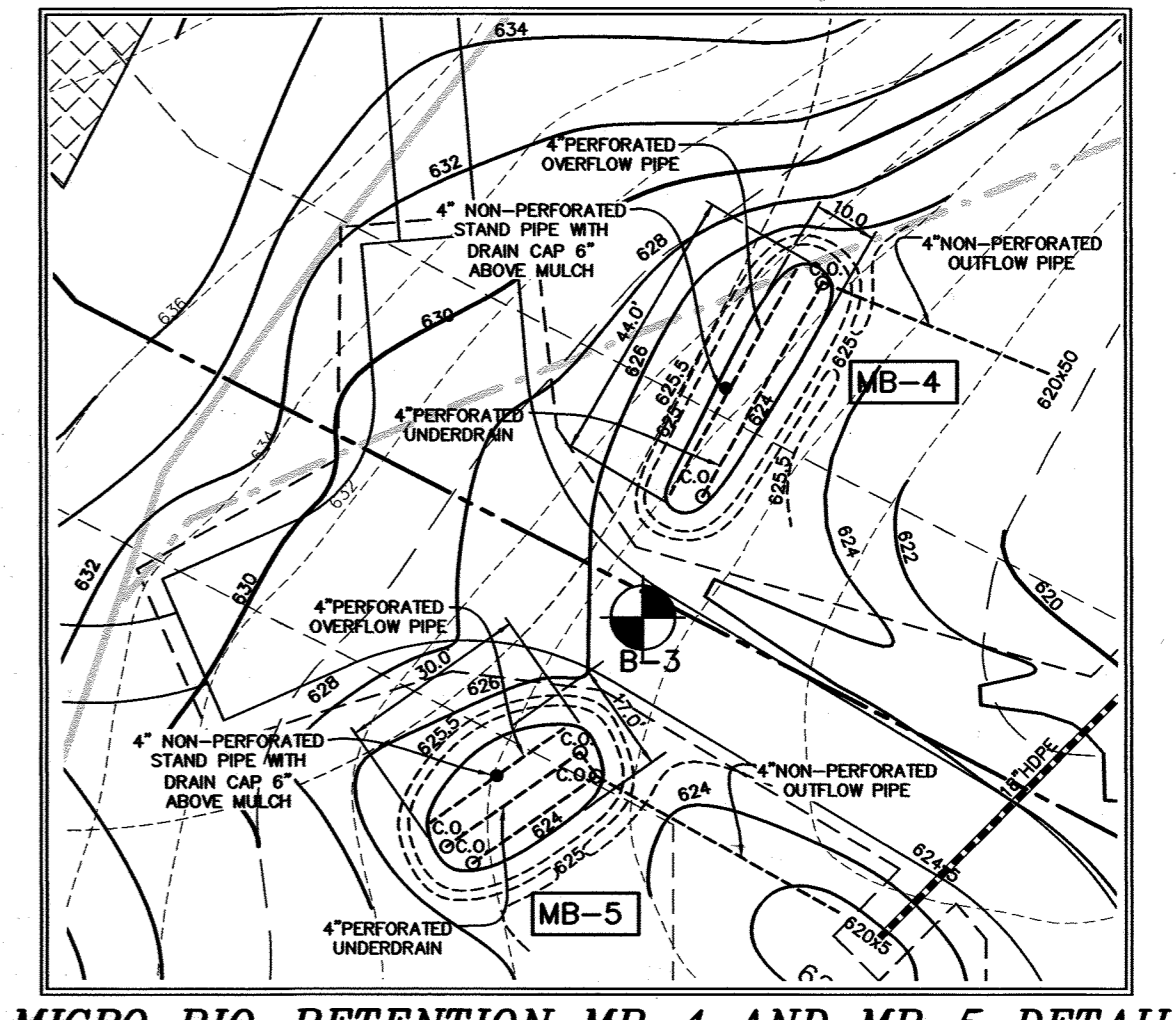 634
632
4"PERFORATED
OVERFLOW PIPE
4" NON-PERFORATED
STAND PIPE WITH
DRAIN CAP 6"
ABOVE MULCH
10.0
628
4"NON-PERFORATED
OUTFLOW PIPE
C.O.
636
630
44.0'
626
625
625.5
625
MB-4
620x50
624
4"PERFORATED
UNDERDRAIN
634
C.O.
625.5
632
624
622
632
630
620
4"PERFORATED
OVERFLOW PIPE
B-3
30.0'
628
626
7.0'
625.5
4" NON-PERFORATED
STAND PIPE WITH
DRAIN CAP 6"
ABOVE MULCH
C.O.
C.O.
4"NON-PERFORATED
OUTFLOW PIPE
624
C.O.
C.O.
624
625
624.5
MB-5
4"PERFORATED
UNDERDRAIN
620x5
MICRO BIO-RETENTION MB-4 AND MB-5 DETAIL